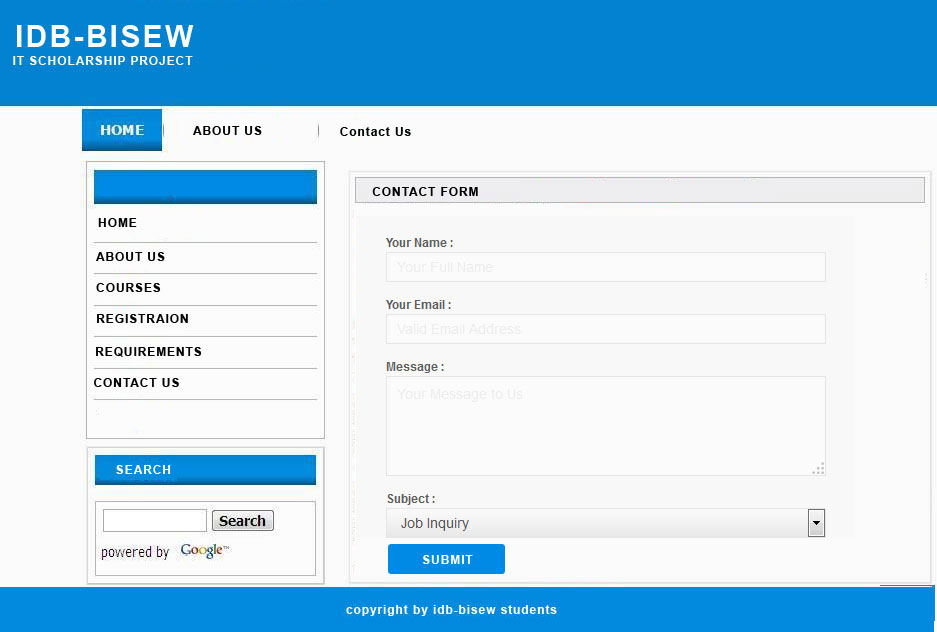 IDB-BISEW
IT SCHOLARSHIP PROJECT
HOME
ABOUT US
Contact Us
HOME
ABOUT US
COURSES
REGISTRAION
REQUIREMENTS
CONTACT US
SEARCH
Search
powered by Google™
CONTACT FORM
Your Name :
Your Full Name
Your Email :
Valid Email Address
Message :
Your Message to Us
Subject :
Job Inquiry
SUBMIT
copyright by idb-bisew students